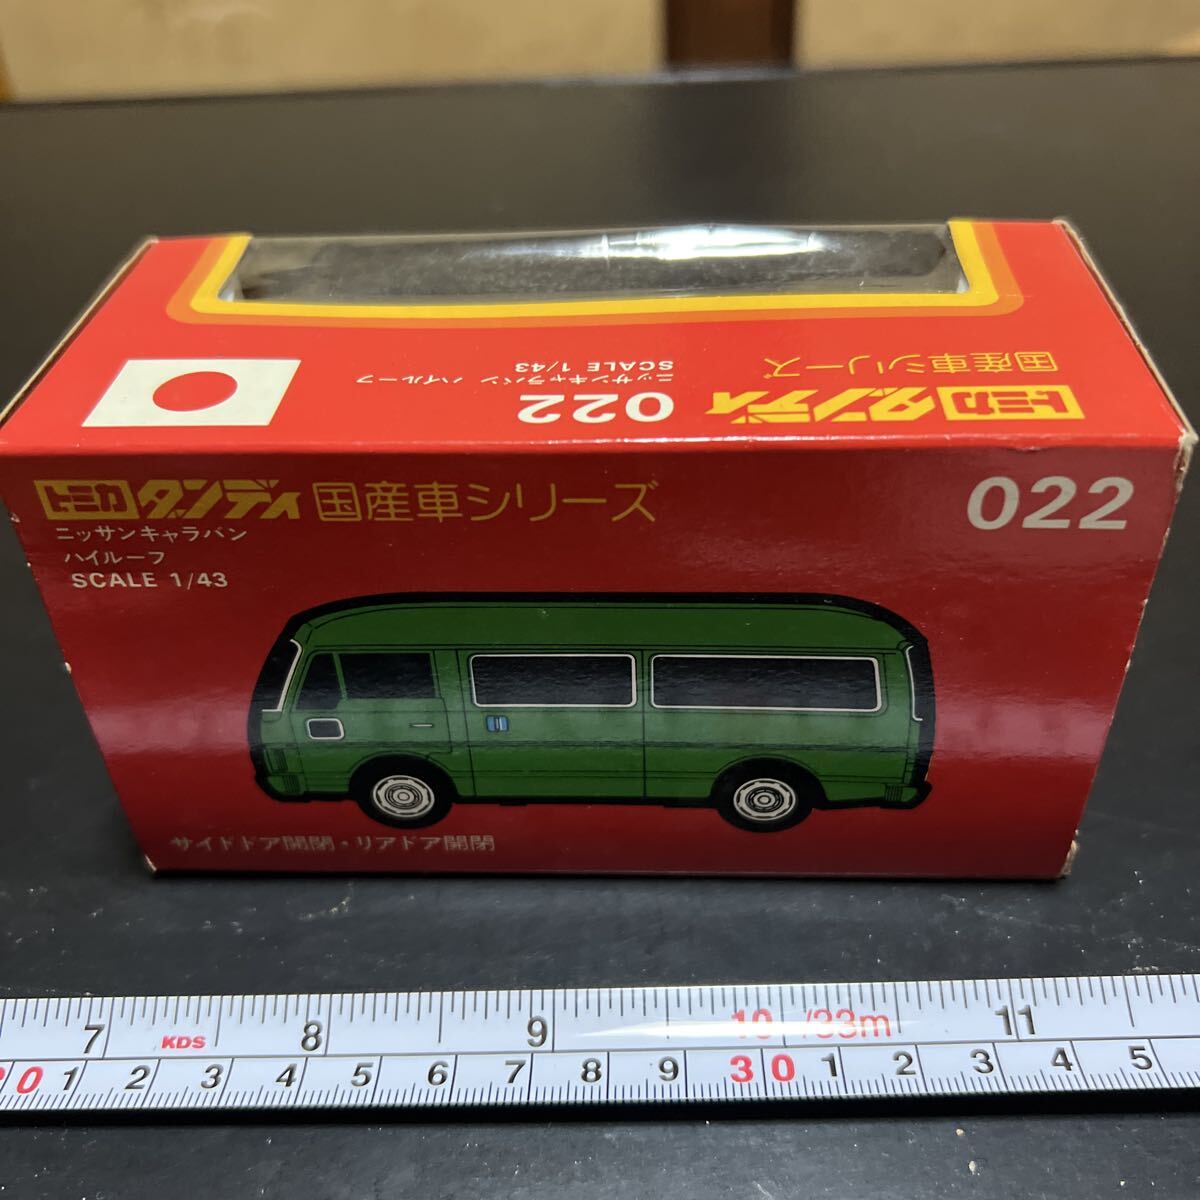 トミカダンディ 国産車シリーズ
022
ニッサンキャラバン ハイルーフ
SCALE 1/43
トミカダンディ 国産車シリーズ
022
ニッサンキャラバン
ハイルーフ
SCALE 1/43
サイドドア開閉・リアドア開閉
7 KDS 8 9 10 /33m 11
0 1 2 3 4 5 6 7 8 9 30 1 2 3 4 5